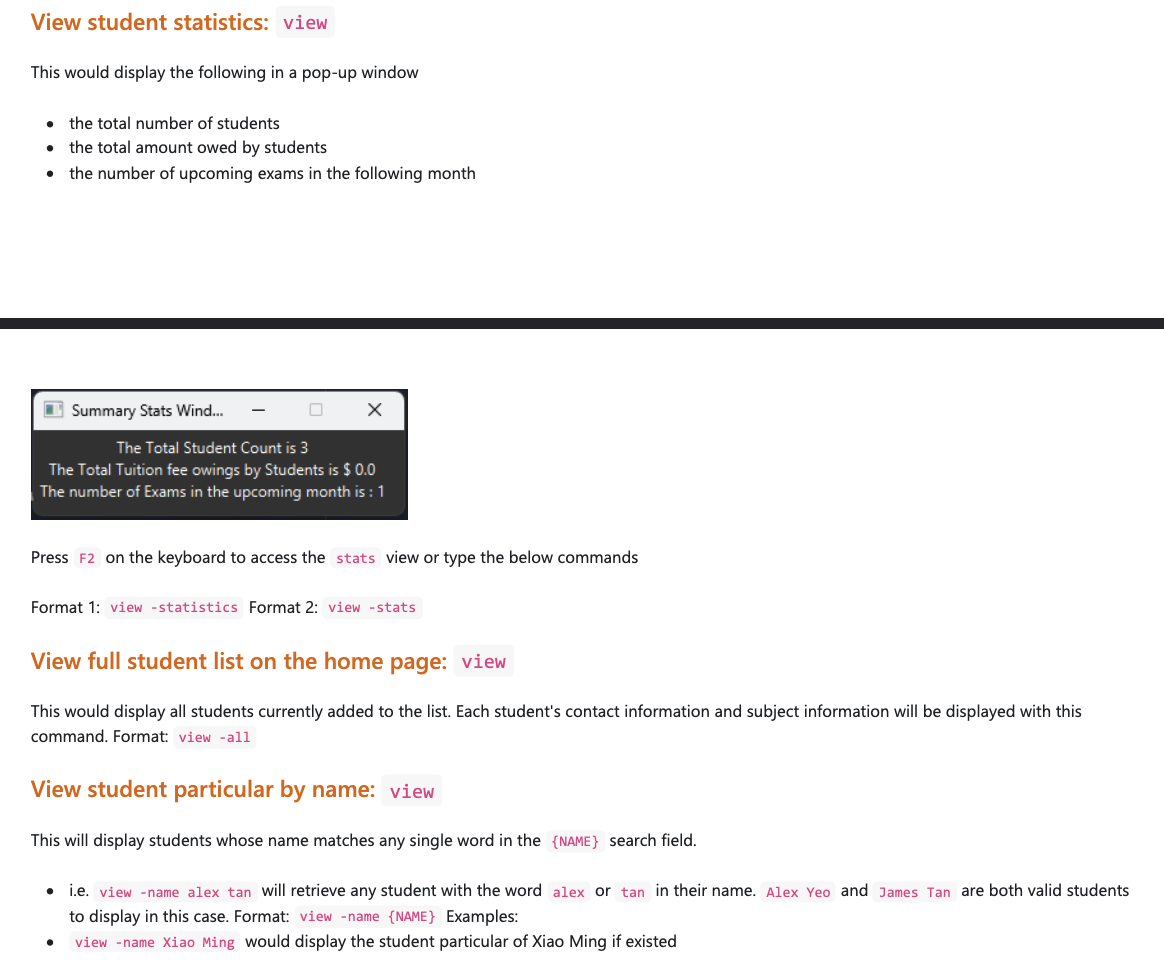 View student statistics: view
This would display the following in a pop-up window
the total number of students
the total amount owed by students
the number of upcoming exams in the following month
Summary Stats Wind...
The Total Student Count is 3
The Total Tuition fee owings by Students is $ 0.0
The number of Exams in the upcoming month is : 1
Press F2 on the keyboard to access the stats view or type the below commands
Format 1: view -statistics Format 2: view -stats
View full student list on the home page: view
This would display all students currently added to the list. Each student's contact information and subject information will be displayed with this
command. Format: view -all
View student particular by name: view
This will display students whose name matches any single word in the {NAME} search field.
i.e. view -name alex tan will retrieve any student with the word alex or tan in their name. Alex Yeo and James Tan are both valid students
to display in this case. Format: view -name {NAME} Examples:
view -name Xiao Ming would display the student particular of Xiao Ming if existed